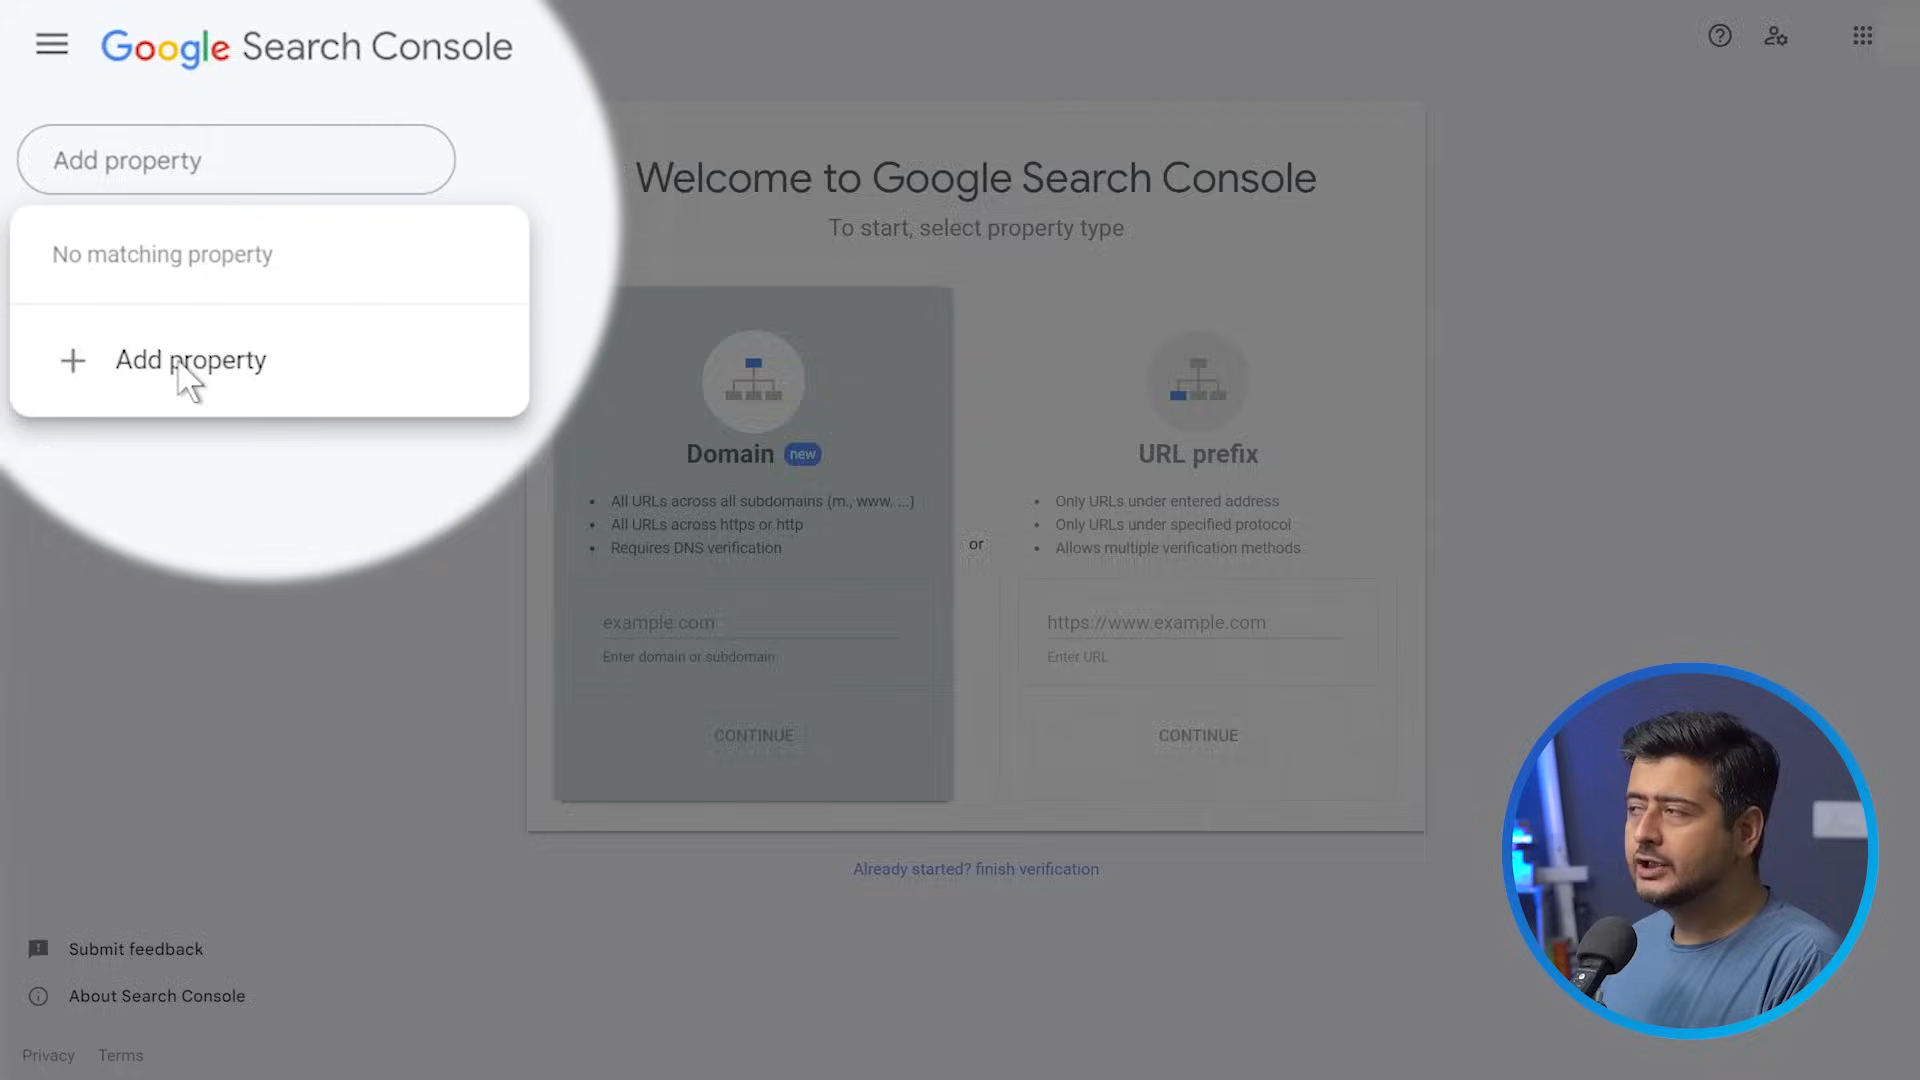 Google Search Console
Add property
No matching property
Add property
Welcome to Google Search Console
To start, select property type
Domain new
All URLs across all subdomains (m., www. ...)
All URLs across https or http
Requires DNS verification
example.com
Enter domain or subdomain
CONTINUE
or
URL prefix
Only URLs under entered address
Only URLs under specified protocol
Allows multiple verification methods
https://www.example.com
Enter URL
CONTINUE
Already started? finish verification
Submit feedback
About Search Console
Privacy Terms